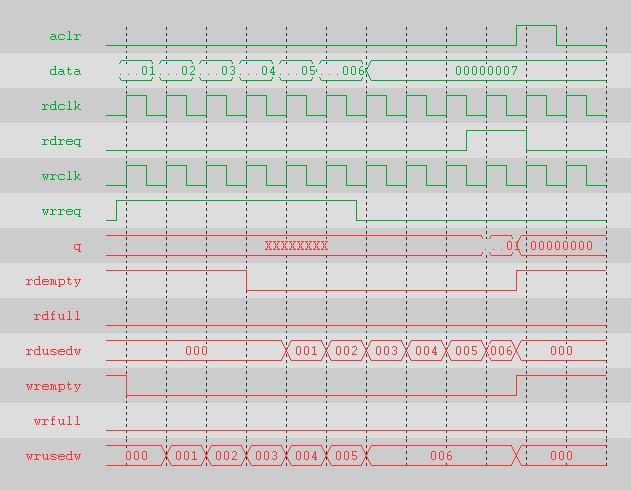 aclr
data ...01 ...02 ...03 ...04 ...05 ...006 00000007
rdclk
rdreq
wrclk
wrreq
q XXXXXXXX ...01 00000000
rdempty
rdfull
rdusedw 000 001 002 003 004 005 006 000
wrempty
wrfull
wrusedw 000 001 002 003 004 005 006 000